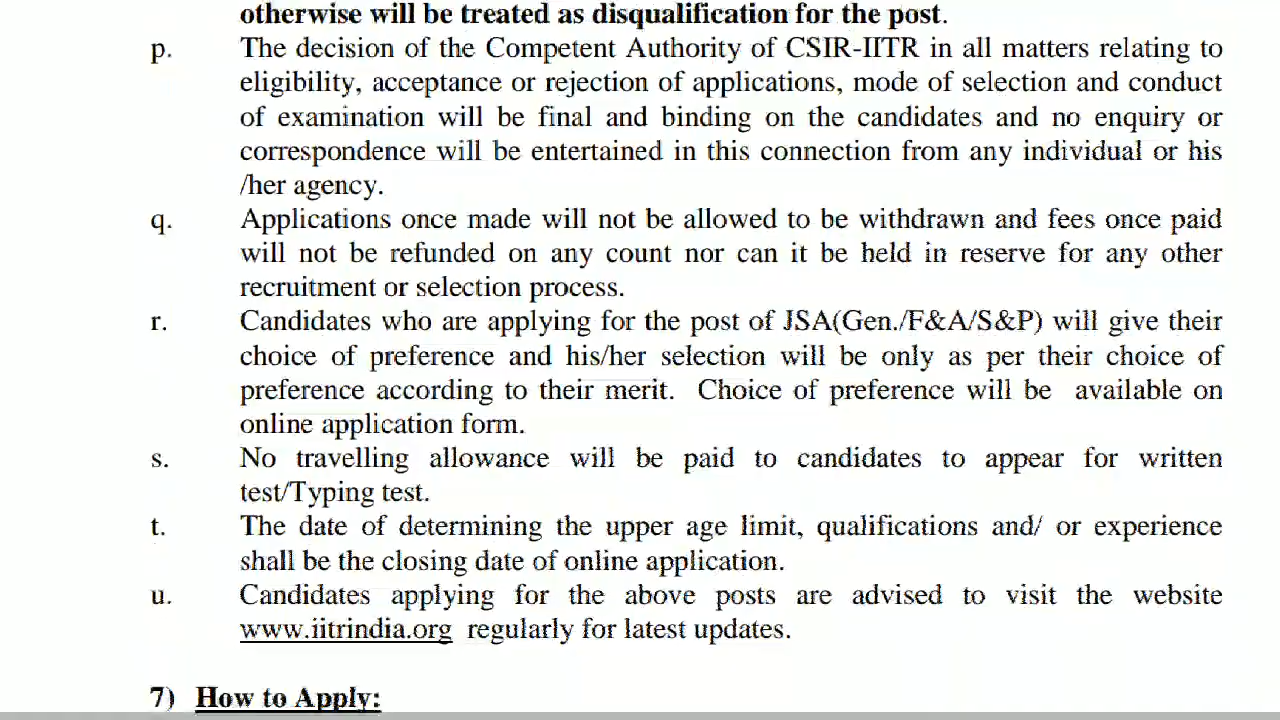 otherwise will be treated as disqualification for the post.
p. The decision of the Competent Authority of CSIR-IITR in all matters relating to
eligibility, acceptance or rejection of applications, mode of selection and conduct
of examination will be final and binding on the candidates and no enquiry or
correspondence will be entertained in this connection from any individual or his
/her agency.
q. Applications once made will not be allowed to be withdrawn and fees once paid
will not be refunded on any count nor can it be held in reserve for any other
recruitment or selection process.
r. Candidates who are applying for the post of JSA(Gen./F&A/S&P) will give their
choice of preference and his/her selection will be only as per their choice of
preference according to their merit. Choice of preference will be available on
online application form.
s. No travelling allowance will be paid to candidates to appear for written
test/Typing test.
t. The date of determining the upper age limit, qualifications and/ or experience
shall be the closing date of online application.
u. Candidates applying for the above posts are advised to visit the website
www.iitrindia.org regularly for latest updates.
7) How to Apply: